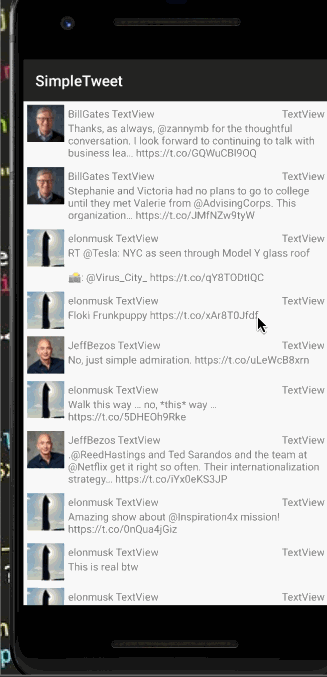 SimpleTweet
BillGates TextView TextView
Thanks, as always, @zannymb for the thoughtful
conversation. I look forward to continuing to talk with
business lea... https://t.co/GQWuCBl9OQ
BillGates TextView TextView
Stephanie and Victoria had no plans to go to college
until they met Valerie from @AdvisingCorps. This
organization... https://t.co/JMfNZw9tyW
elonmusk TextView TextView
RT @Tesla: NYC as seen through Model Y glass roof
📸: @Virus_City_ https://t.co/qY8TODtIQC
elonmusk TextView TextView
Floki Frunkpuppy https://t.co/xAr8T0Jfdf
JeffBezos TextView TextView
No, just simple admiration. https://t.co/uLeWcB8xrn
elonmusk TextView TextView
Walk this way … no, *this* way …
https://t.co/5DHEOh9Rke
JeffBezos TextView TextView
.@ReedHastings and Ted Sarandos and the team at
@Netflix get it right so often. Their internationalization
strategy... https://t.co/iYx0eKS3JP
elonmusk TextView TextView
Amazing show about @Inspiration4x mission!
https://t.co/0nQua4jGiz
elonmusk TextView TextView
This is real btw
elonmusk TextView TextView